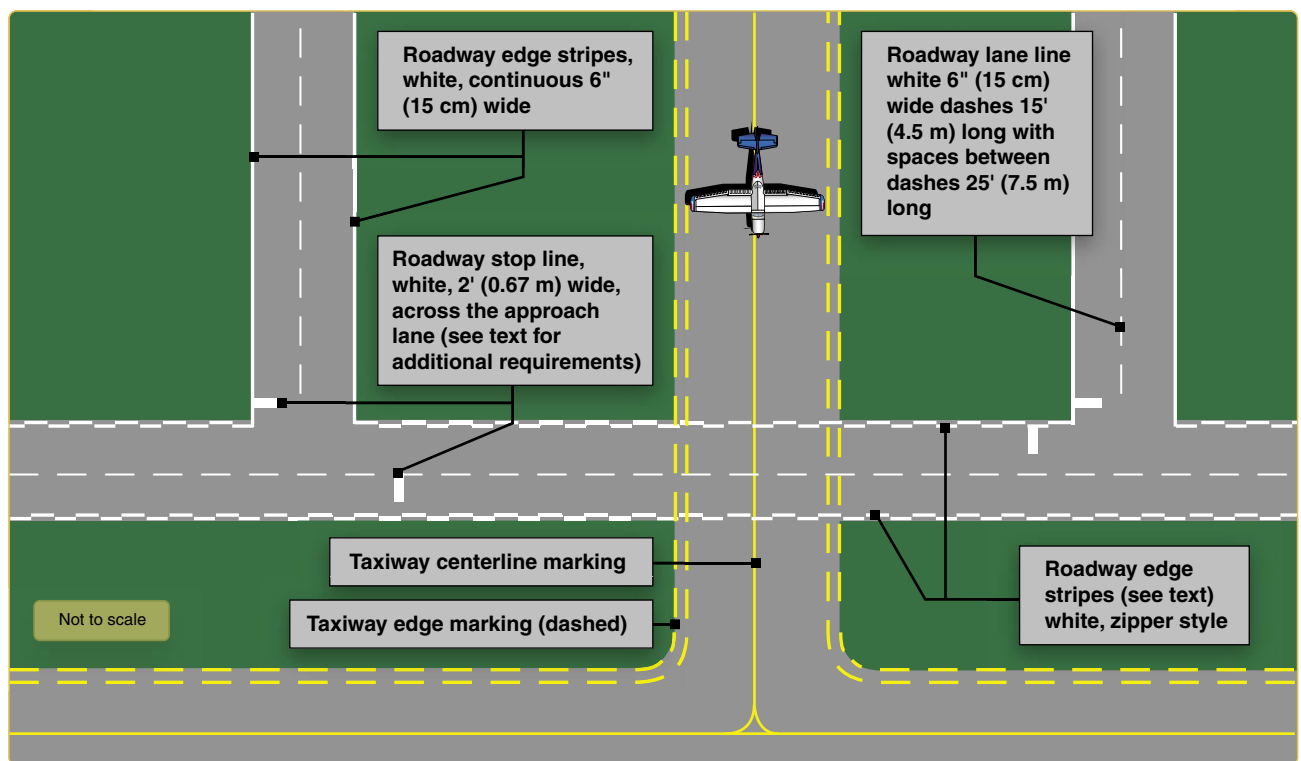 Roadway edge stripes,
white, continuous 6"
(15 cm) wide
Roadway lane line
white 6" (15 cm)
wide dashes 15'
(4.5 m) long with
spaces between
dashes 25' (7.5 m)
long
Roadway stop line,
white, 2' (0.67 m) wide,
across the approach
lane (see text for
additional requirements)
Taxiway centerline marking
Taxiway edge marking (dashed)
Roadway edge
stripes (see text)
white, zipper style
Not to scale